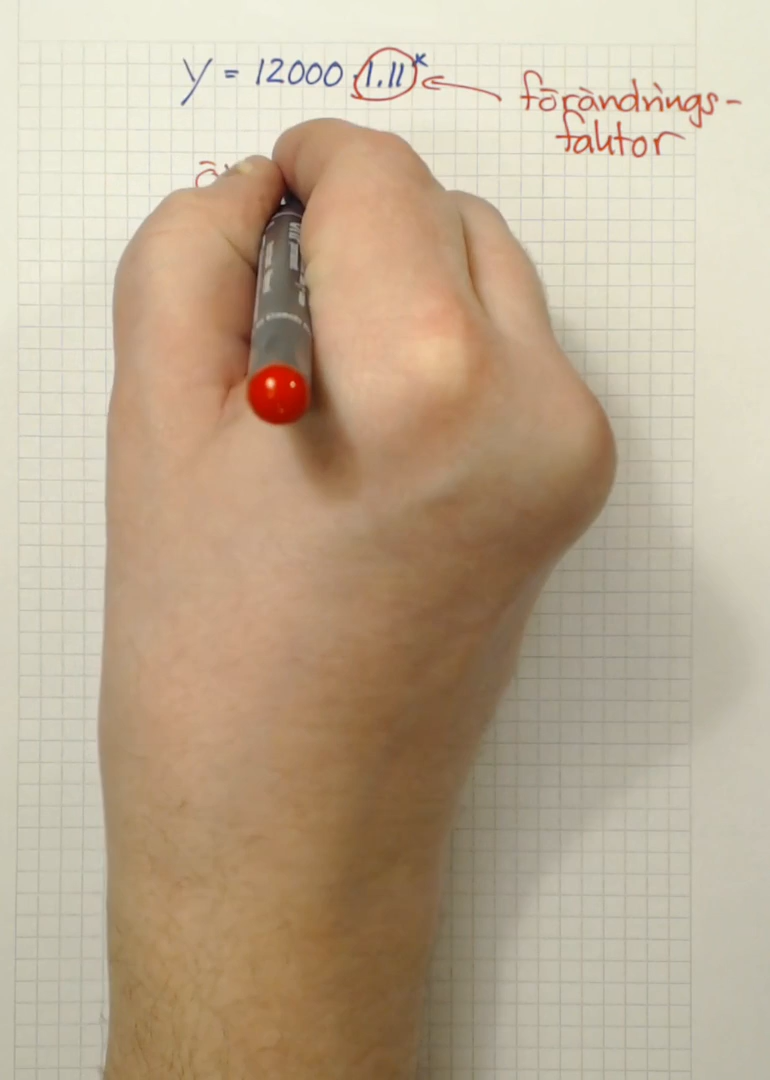 y = 12000·1.11ˣ
förändrings-
faktor